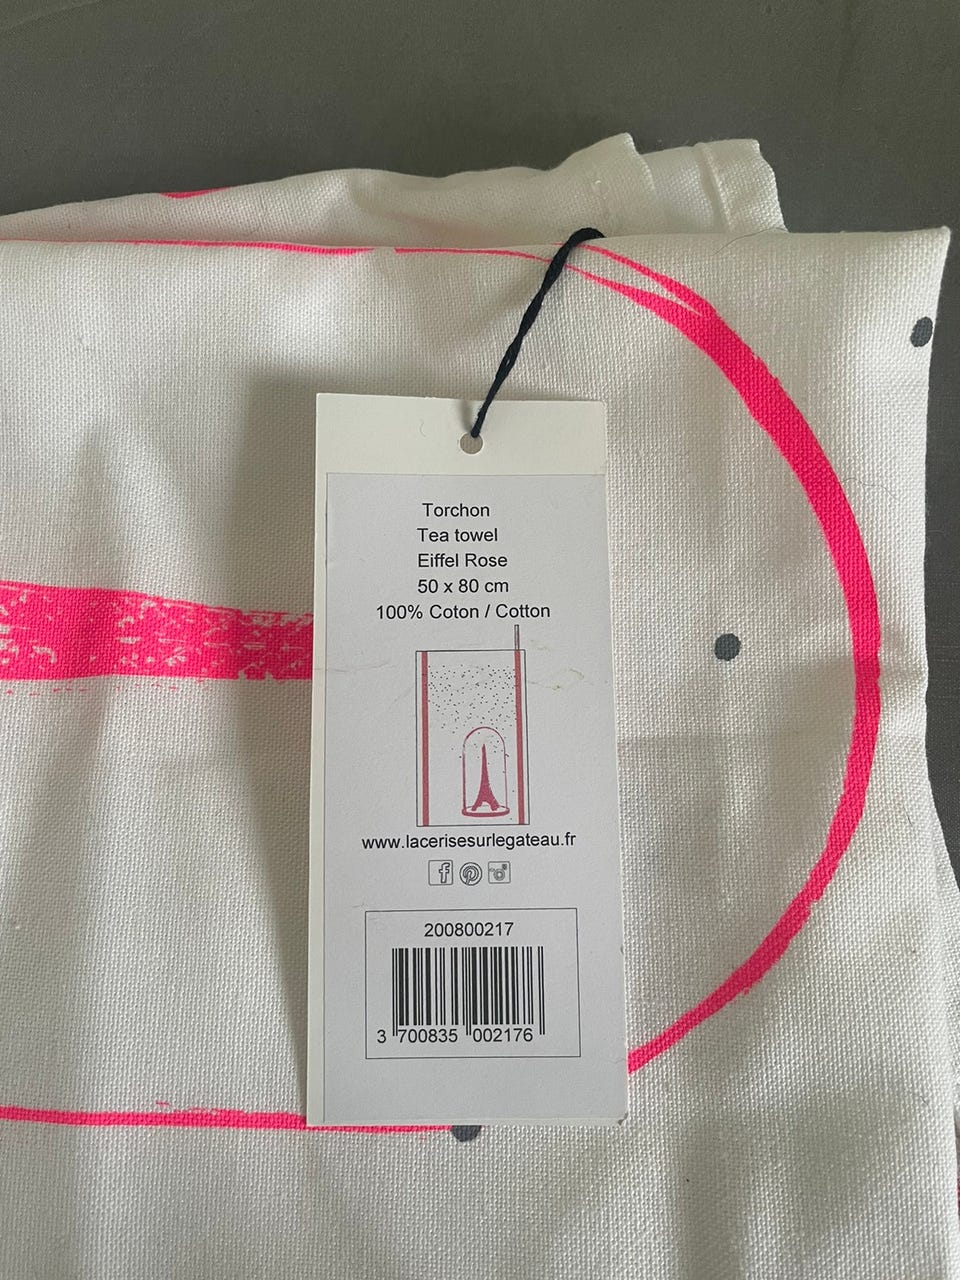 Torchon
Tea towel
Eiffel Rose
50 x 80 cm
100% Coton / Cotton
www.lacerisesurlegateau.fr
200800217
3 700835 002176